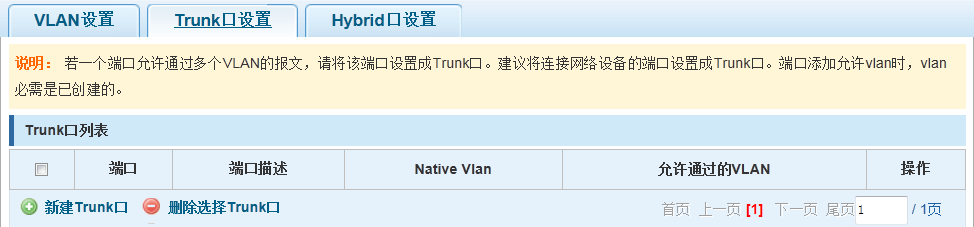 VLAN设置 Trunk口设置 Hybrid口设置
说明： 若一个端口允许通过多个VLAN的报文，请将该端口设置成Trunk口。建议将连接网络设备的端口设置成Trunk口。端口添加允许vlan时，vlan
必需是已创建的。
Trunk口列表
端口 端口描述 Native Vlan 允许通过的VLAN 操作
新建Trunk口 删除选择Trunk口 首页 上一页 [1] 下一页 尾页 1 / 1页